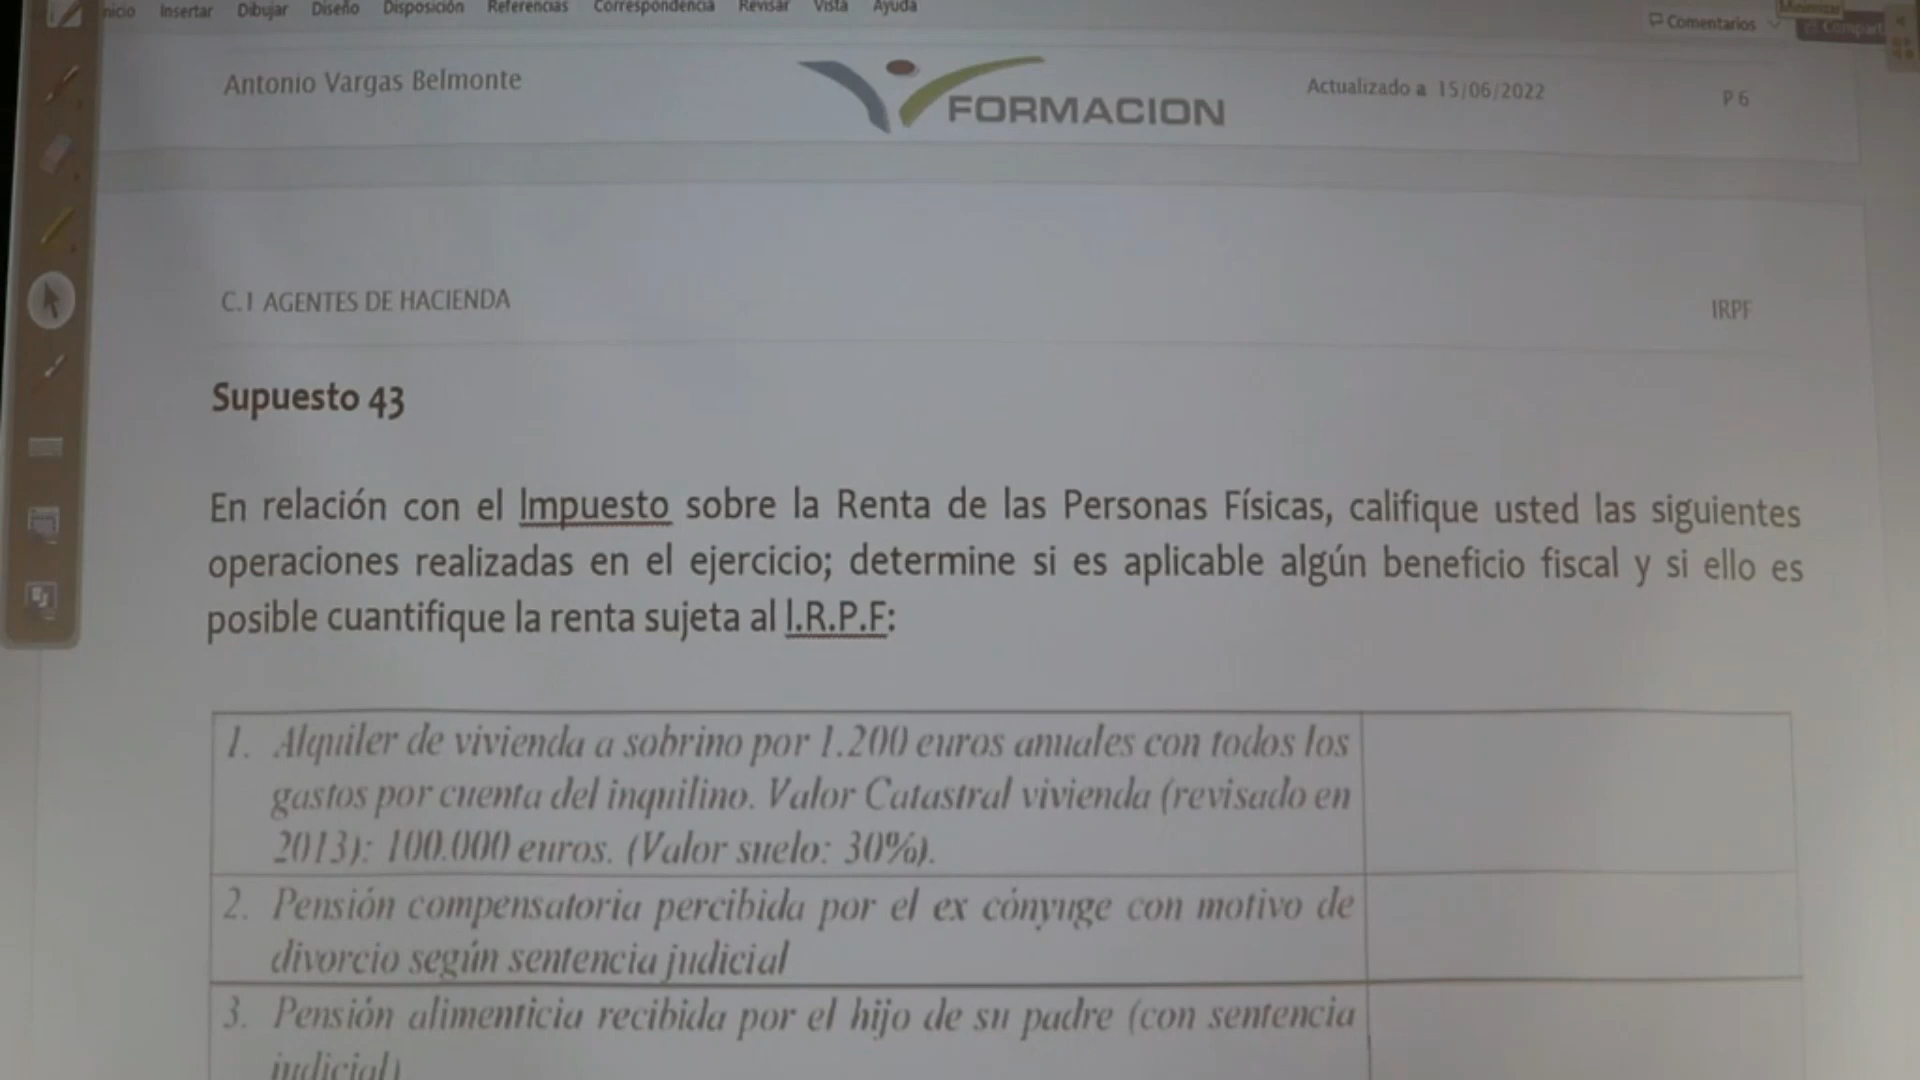 Insertar Dibujar Diseño Disposición Referencias Correspondencia Revisar Vista Ayuda
Comentarios
Antonio Vargas Belmonte
FORMACION
Actualizado a 15/06/2022
P 6
C.1 AGENTES DE HACIENDA
IRPF
Supuesto 43
En relación con el Impuesto sobre la Renta de las Personas Físicas, califique usted las siguientes
operaciones realizadas en el ejercicio; determine si es aplicable algún beneficio fiscal y si ello es
posible cuantifique la renta sujeta al I.R.P.F:
1. Alquiler de vivienda a sobrino por 1.200 euros anuales con todos los
gastos por cuenta del inquilino. Valor Catastral vivienda (revisado en
2013): 100.000 euros. (Valor suelo: 30%).
2. Pensión compensatoria percibida por el ex cónyuge con motivo de
divorcio según sentencia judicial
3. Pensión alimenticia recibida por el hijo de su padre (con sentencia
judicial)